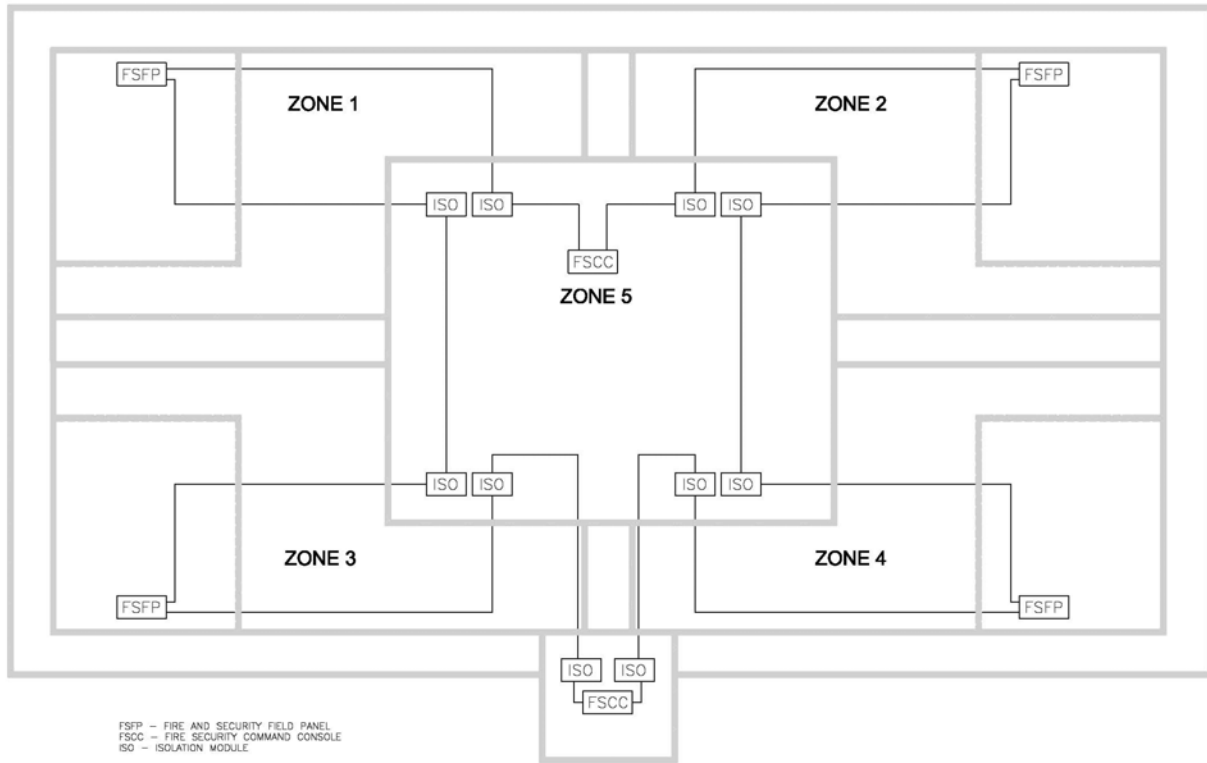 FSFP
FSFP
ZONE 1
ZONE 2
ISO
ISO
ISO
ISO
FSCC
ZONE 5
ISO
ISO
ISO
ISO
ZONE 3
ZONE 4
FSFP
FSFP
ISO
ISO
FSCC
FSFP – FIRE AND SECURITY FIELD PANEL
FSCC – FIRE SECURITY COMMAND CONSOLE
ISO – ISOLATION MODULE